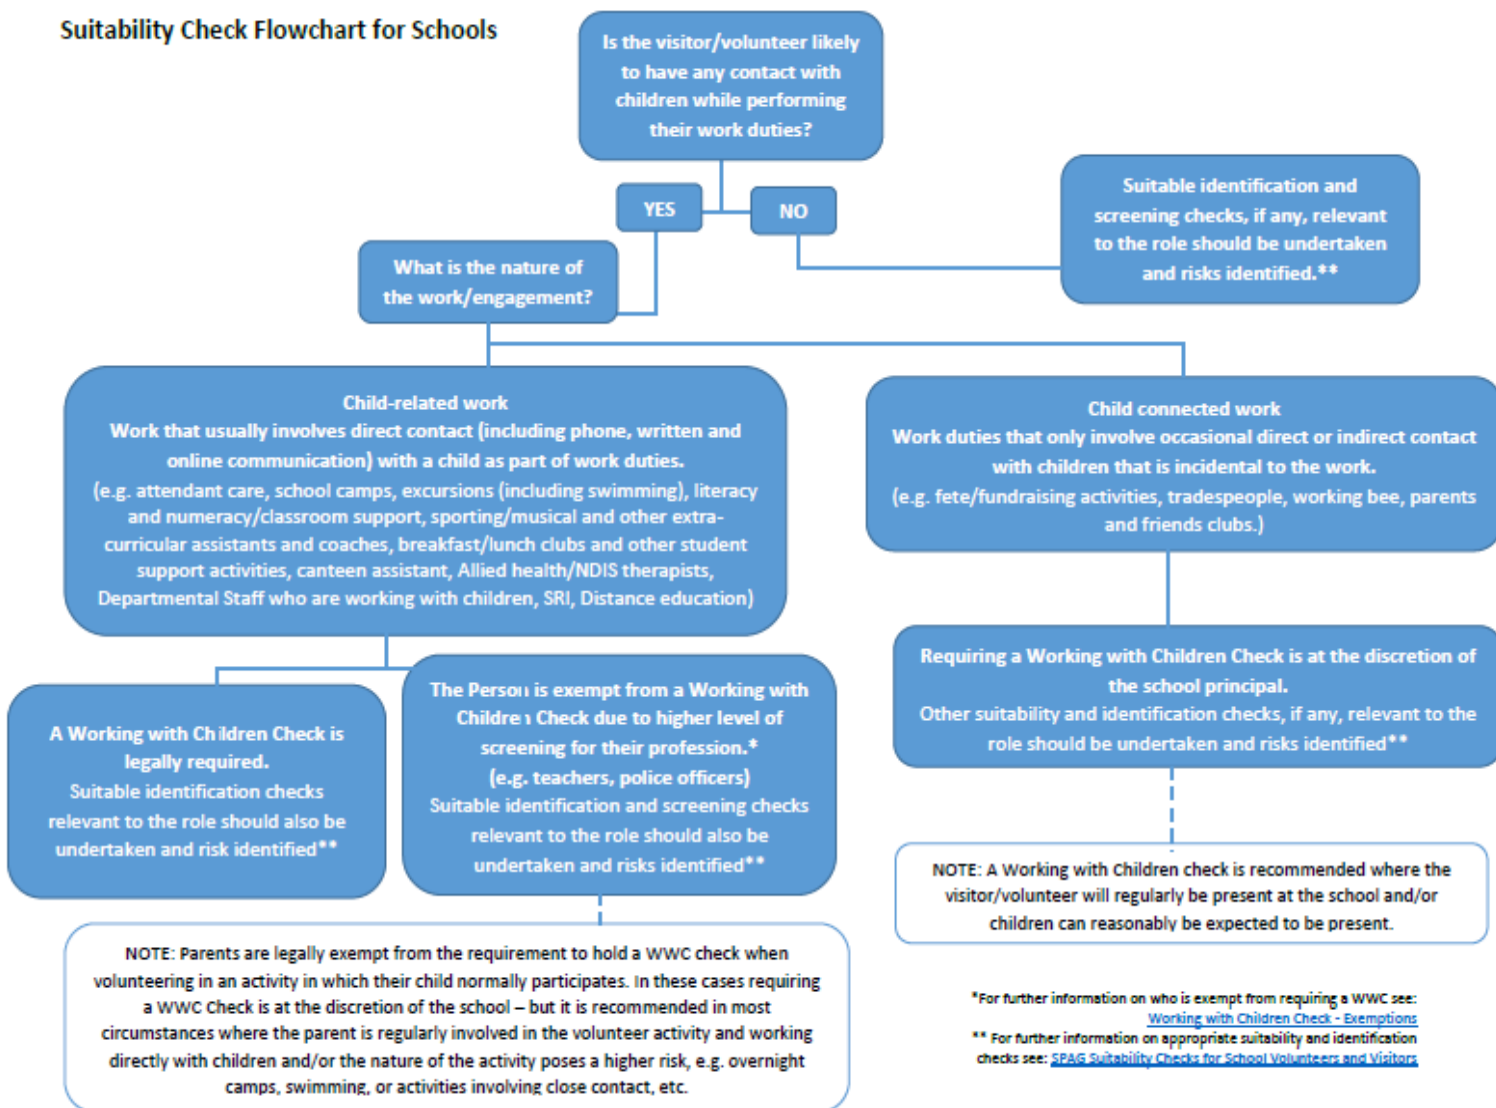 Suitability Check Flowchart for Schools
Is the visitor/volunteer likely
to have any contact with
children while performing
their work duties?
YES
NO
Suitable identification and
screening checks, if any, relevant
to the role should be undertaken
and risks identified.**
What is the nature of
the work/engagement?
Child-related work
Work that usually involves direct contact (including phone, written and
online communication) with a child as part of work duties.
(e.g. attendant care, school camps, excursions (including swimming), literacy
and numeracy/classroom support, sporting/musical and other extra-
curricular assistants and coaches, breakfast/lunch clubs and other student
support activities, canteen assistant, Allied health/NDIS therapists,
Departmental Staff who are working with children, SRI, Distance education)
Child connected work
Work duties that only involve occasional direct or indirect contact
with children that is incidental to the work.
(e.g. fete/fundraising activities, tradespeople, working bee, parents
and friends clubs.)
A Working with Children Check is
legally required.
Suitable identification checks
relevant to the role should also be
undertaken and risk identified**
The Person is exempt from a Working with
Children Check due to higher level of
screening for their profession.*
(e.g. teachers, police officers)
Suitable identification and screening checks
relevant to the role should also be
undertaken and risks identified**
Requiring a Working with Children Check is at the discretion of
the school principal.
Other suitability and identification checks, if any, relevant to the
role should be undertaken and risks identified**
NOTE: Parents are legally exempt from the requirement to hold a WWC check when
volunteering in an activity in which their child normally participates. In these cases requiring
a WWC Check is at the discretion of the school – but it is recommended in most
circumstances where the parent is regularly involved in the volunteer activity and working
directly with children and/or the nature of the activity poses a higher risk, e.g. overnight
camps, swimming, or activities involving close contact, etc.
NOTE: A Working with Children check is recommended where the
visitor/volunteer will regularly be present at the school and/or
children can reasonably be expected to be present.
*For further information on who is exempt from requiring a WWC see:
Working with Children Check - Exemptions
** For further information on appropriate suitability and identification
checks see: SPAG Suitability Checks for School Volunteers and Visitors